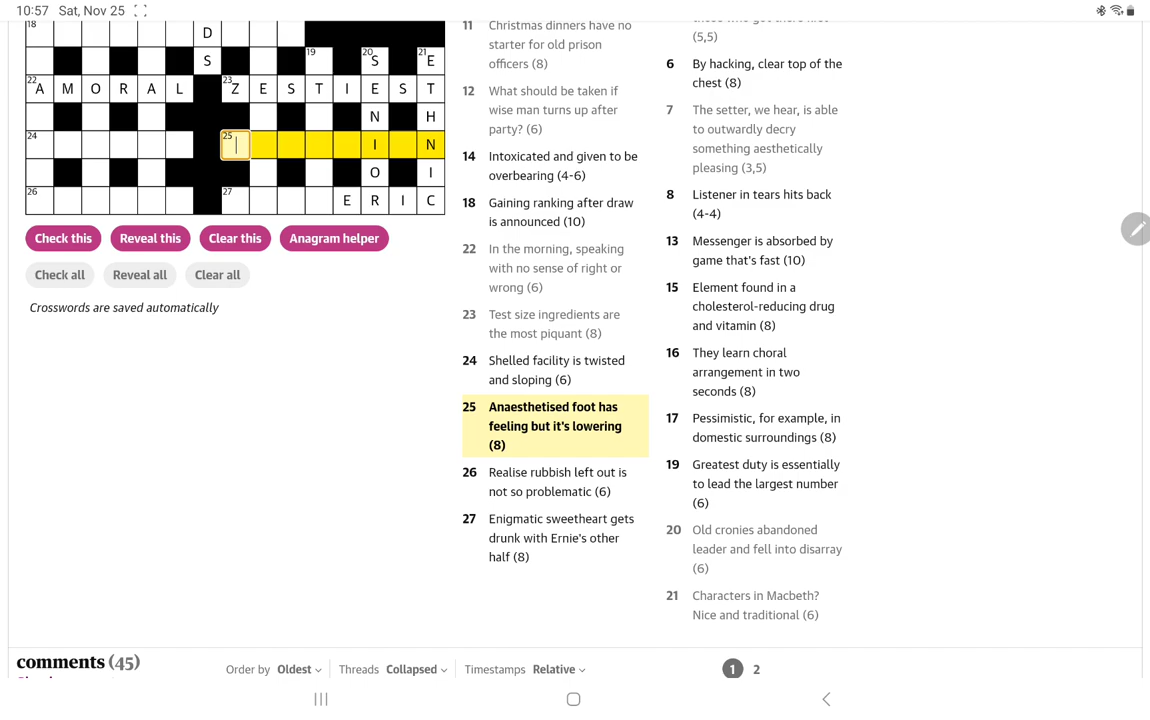 10:57 Sat, Nov 25
18
D
S 19 20 S 21 E
22 A M O R A L 23 Z E S T I E S T
N H
24 25 I N
O I
26 27 E R I C
Check this Reveal this Clear this Anagram helper
Check all Reveal all Clear all
Crosswords are saved automatically
11 Christmas dinners have no
starter for old prison
officers (8)
12 What should be taken if
wise man turns up after
party? (6)
14 Intoxicated and given to be
overbearing (4-6)
18 Gaining ranking after draw
is announced (10)
22 In the morning, speaking
with no sense of right or
wrong (6)
23 Test size ingredients are
the most piquant (8)
24 Shelled facility is twisted
and sloping (6)
25 Anaesthetised foot has
feeling but it's lowering
(8)
26 Realise rubbish left out is
not so problematic (6)
27 Enigmatic sweetheart gets
drunk with Ernie's other
half (8)
(5,5)
6 By hacking, clear top of the
chest (8)
7 The setter, we hear, is able
to outwardly decry
something aesthetically
pleasing (3,5)
8 Listener in tears hits back
(4-4)
13 Messenger is absorbed by
game that's fast (10)
15 Element found in a
cholesterol-reducing drug
and vitamin (8)
16 They learn choral
arrangement in two
seconds (8)
17 Pessimistic, for example, in
domestic surroundings (8)
19 Greatest duty is essentially
to lead the largest number
(6)
20 Old cronies abandoned
leader and fell into disarray
(6)
21 Characters in Macbeth?
Nice and traditional (6)
comments (45)
Order by Oldest Threads Collapsed Timestamps Relative 1 2